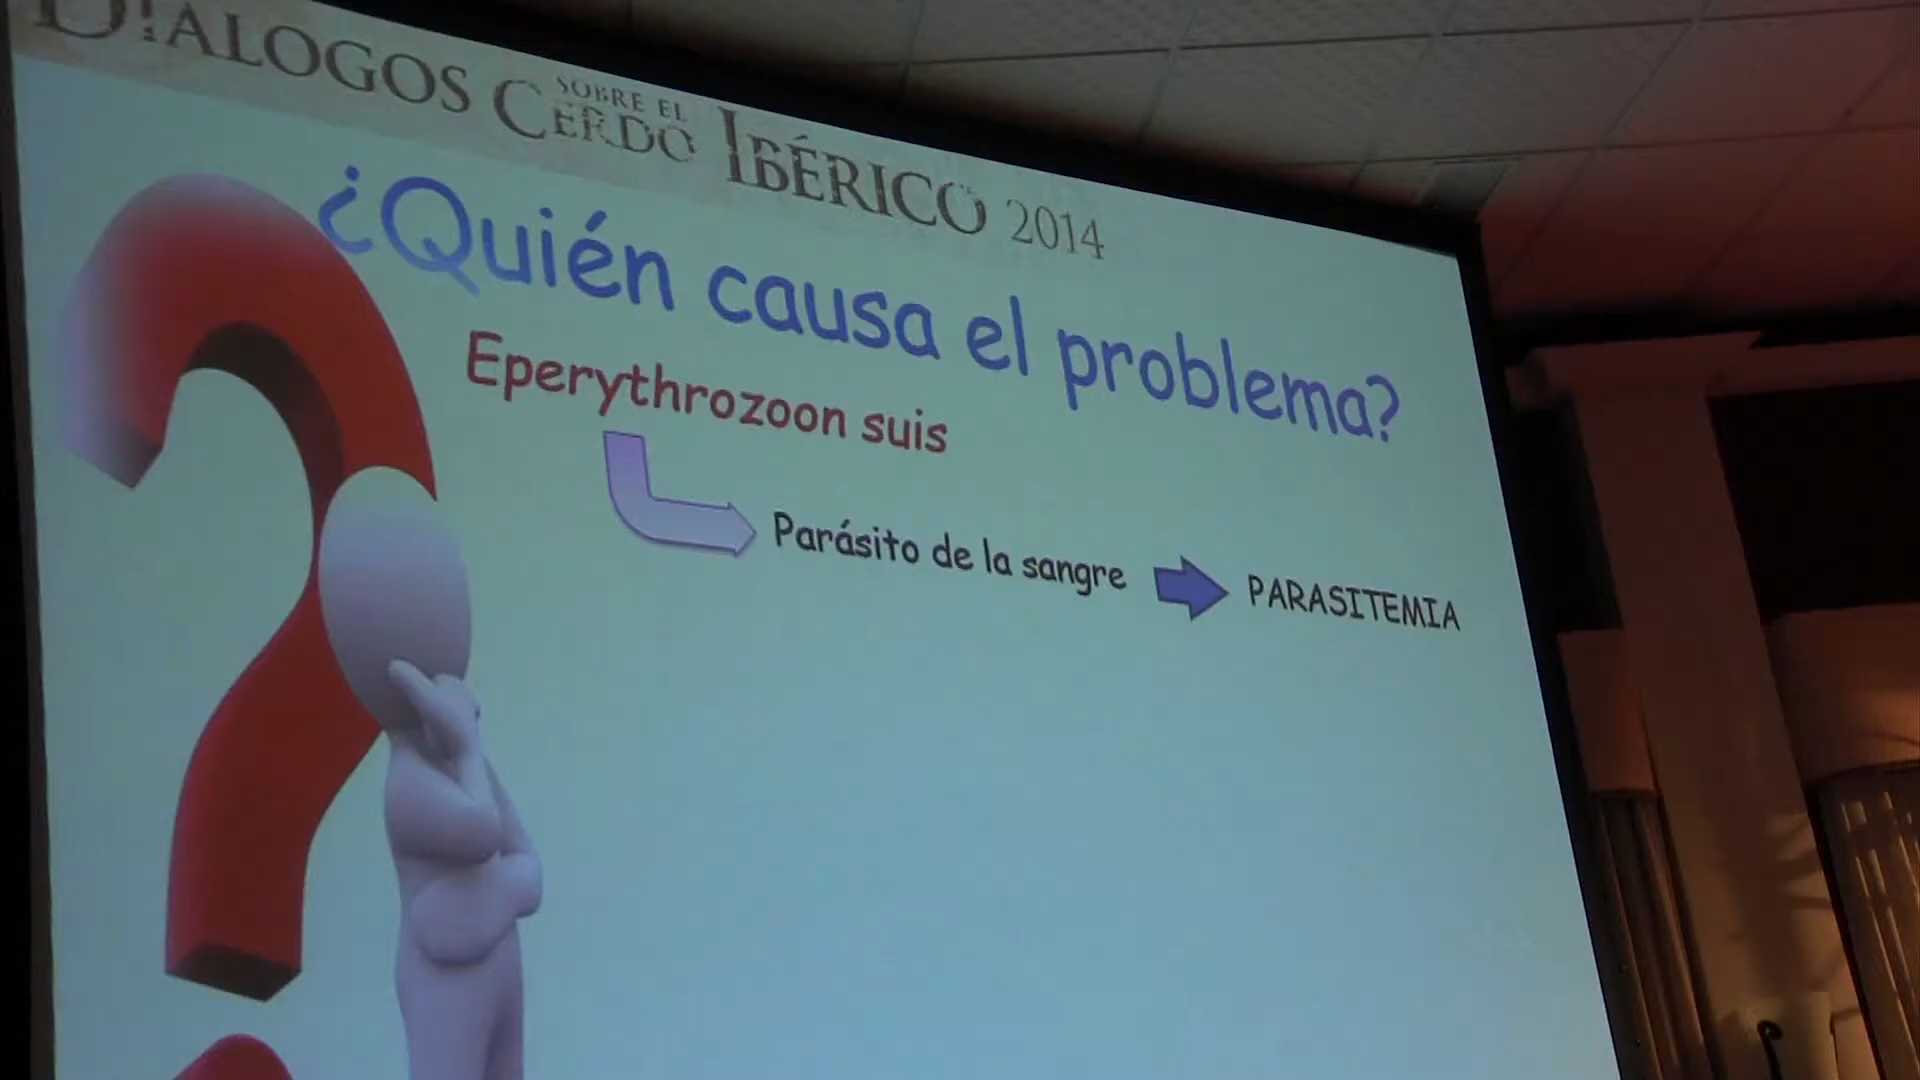 DIALOGOS SOBRE EL CERDO IBÉRICO 2014
¿Quién causa el problema?
Eperythrozoon suis
Parásito de la sangre
PARASITEMIA